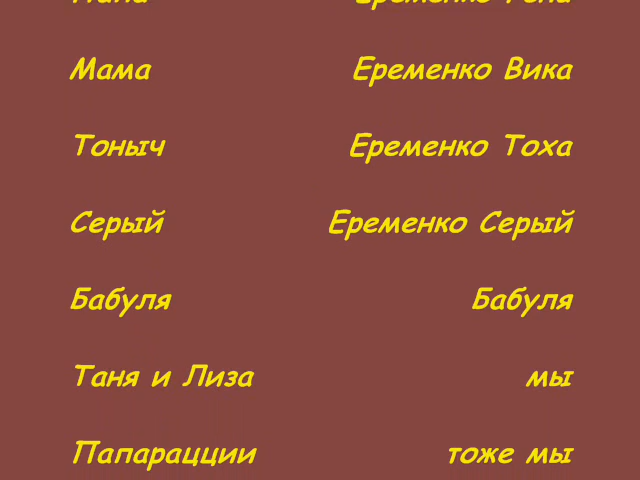 Мама Еременко Вика
Тоныч Еременко Тоха
Серый Еременко Серый
Бабуля Бабуля
Таня и Лиза мы
Папарацции тоже мы